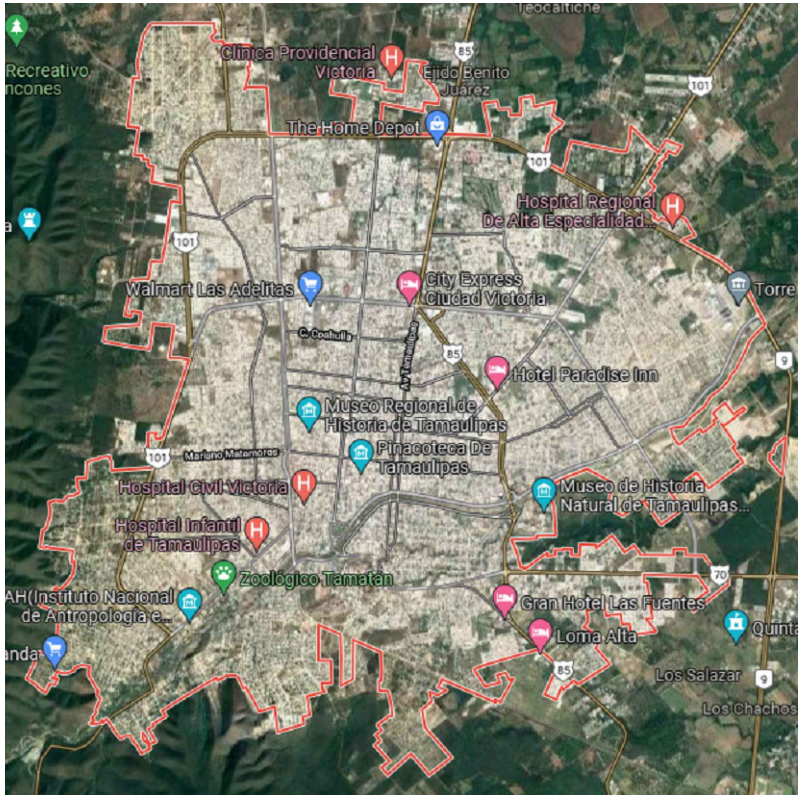 Teocaltiche
Recreativo
ncones
Clínica Providencial
Victoria
85
Ejido Benito
Juárez
101
The Home Depot
101
Hospital Regional
De Alta Especialidad...
a
101
Walmart Las Adelitas
City Express
Ciudad Victoria
Torre
C. Coahuila
Av Tamaulipas
85
9
Hotel Paradise Inn
Museo Regional de
Historia de Tamaulipas
101
Mariano Matamoros
Pinacoteca De
Tamaulipas
Hospital Civil Victoria
Museo de Historia
Natural de Tamaulipas...
Hospital Infantil
de Tamaulipas
Zoológico Tamatán
70
AH(Instituto Nacional
de Antropología e...
Gran Hotel Las Fuentes
Loma Alta
Quinta
anda
85
Los Salazar
9
Los Chachos